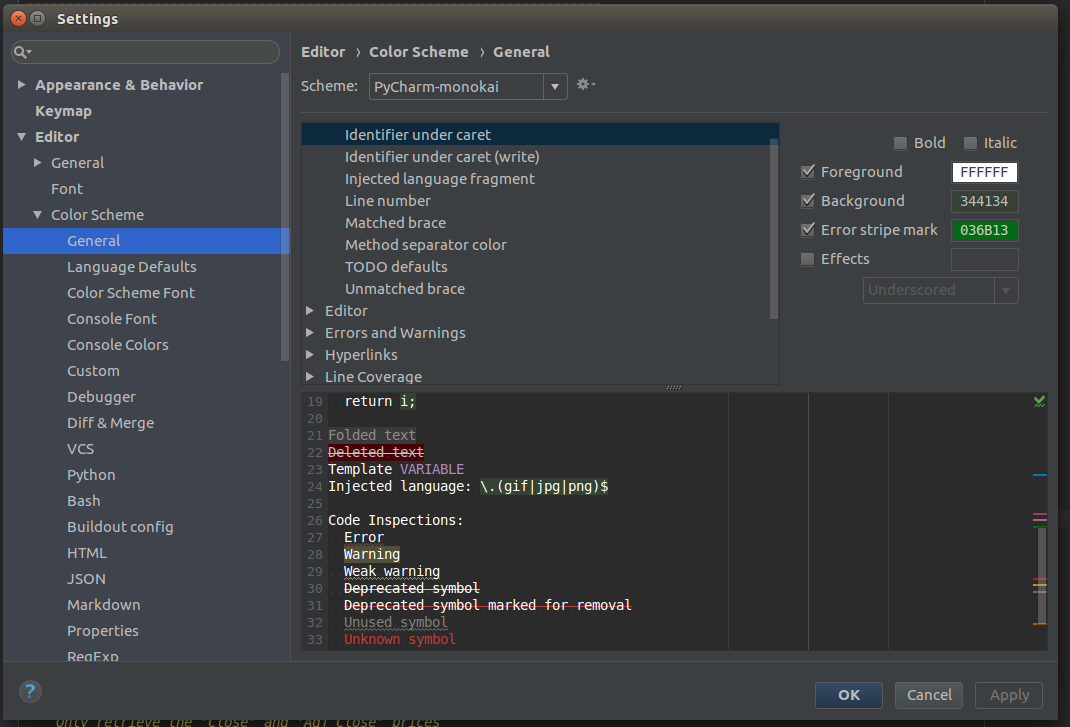 Settings
Editor › Color Scheme › General
Scheme: PyCharm-monokai
Appearance & Behavior
Keymap
Editor
General
Font
Color Scheme
General
Language Defaults
Color Scheme Font
Console Font
Console Colors
Custom
Debugger
Diff & Merge
VCS
Python
Bash
Buildout config
HTML
JSON
Markdown
Properties
RegExp
Identifier under caret
Identifier under caret (write)
Injected language fragment
Line number
Matched brace
Method separator color
TODO defaults
Unmatched brace
Editor
Errors and Warnings
Hyperlinks
Line Coverage
Bold Italic
Foreground FFFFFF
Background 344134
Error stripe mark 036B13
Effects
Underscored
19 return i;
20
21 Folded text
22 Deleted text
23 Template VARIABLE
24 Injected language: \.(gif|jpg|png)$
25
26 Code Inspections:
27 Error
28 Warning
29 Weak warning
30 Deprecated symbol
31 Deprecated symbol marked for removal
32 Unused symbol
33 Unknown symbol
?
OK Cancel Apply
Only retrieve the 'Close' and 'Adj Close' prices